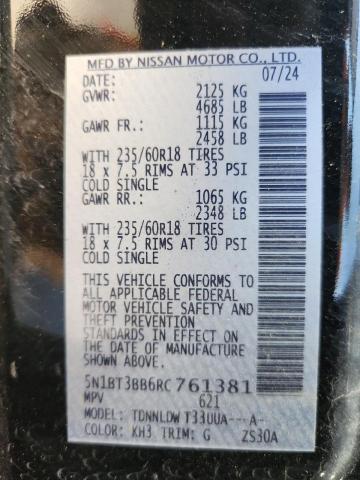 MFD BY NISSAN MOTOR CO., LTD.
DATE: 07/24
GVWR: 2125 KG
4685 LB
GAWR FR.: 1115 KG
2458 LB
WITH 235/60R18 TIRES
18 x 7.5 RIMS AT 33 PSI
COLD SINGLE
GAWR RR.: 1065 KG
2348 LB
WITH 235/60R18 TIRES
18 x 7.5 RIMS AT 30 PSI
COLD SINGLE
THIS VEHICLE CONFORMS TO
ALL APPLICABLE FEDERAL
MOTOR VEHICLE SAFETY AND
THEFT PREVENTION
STANDARDS IN EFFECT ON
THE DATE OF MANUFACTURE
SHOWN ABOVE.
5N1BT3BB6RC761381
MPV 621
MODEL: TDNNLDW T33UUA---A-
COLOR: KH3 TRIM: G ZS30A